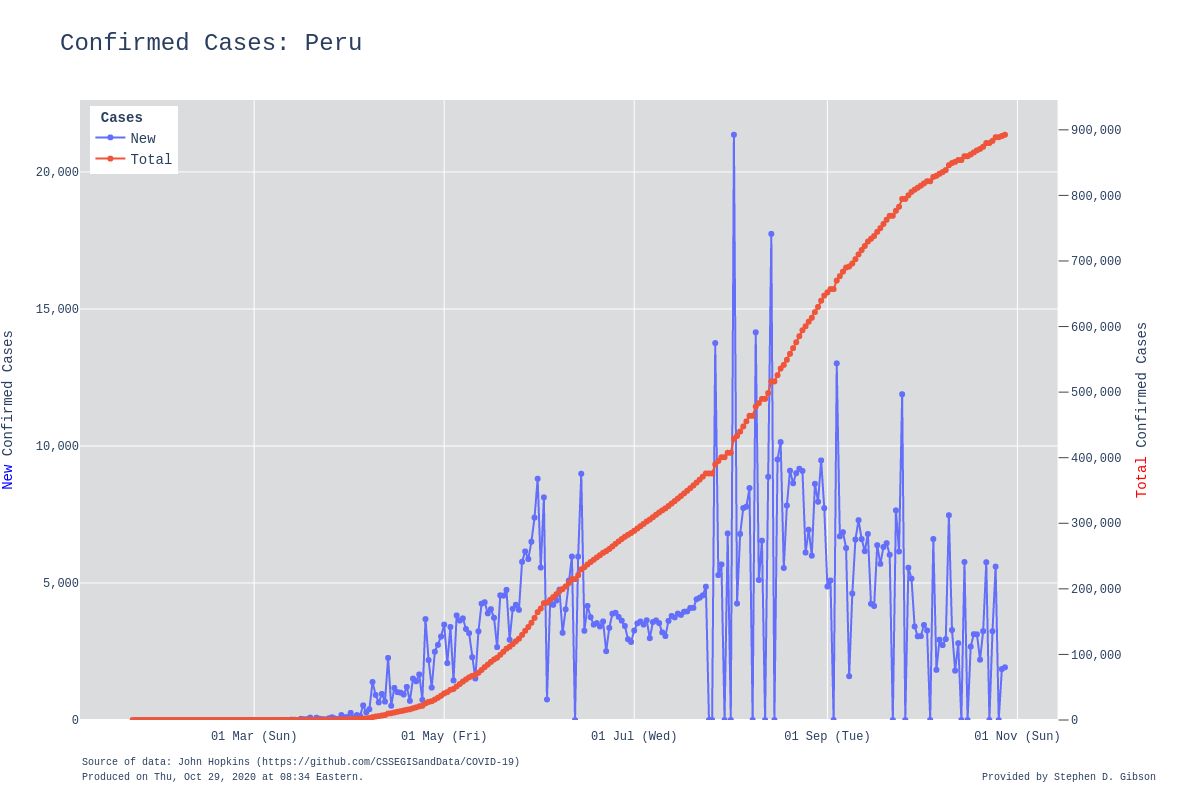 Confirmed Cases: Peru
Cases
New
Total
20,000
15,000
10,000
5,000
0
New Confirmed Cases
900,000
800,000
700,000
600,000
500,000
400,000
300,000
200,000
100,000
0
Total Confirmed Cases
01 Mar (Sun)
01 May (Fri)
01 Jul (Wed)
01 Sep (Tue)
01 Nov (Sun)
Source of data: John Hopkins (https://github.com/CSSEGISandData/COVID-19)
Produced on Thu, Oct 29, 2020 at 08:34 Eastern.
Provided by Stephen D. Gibson